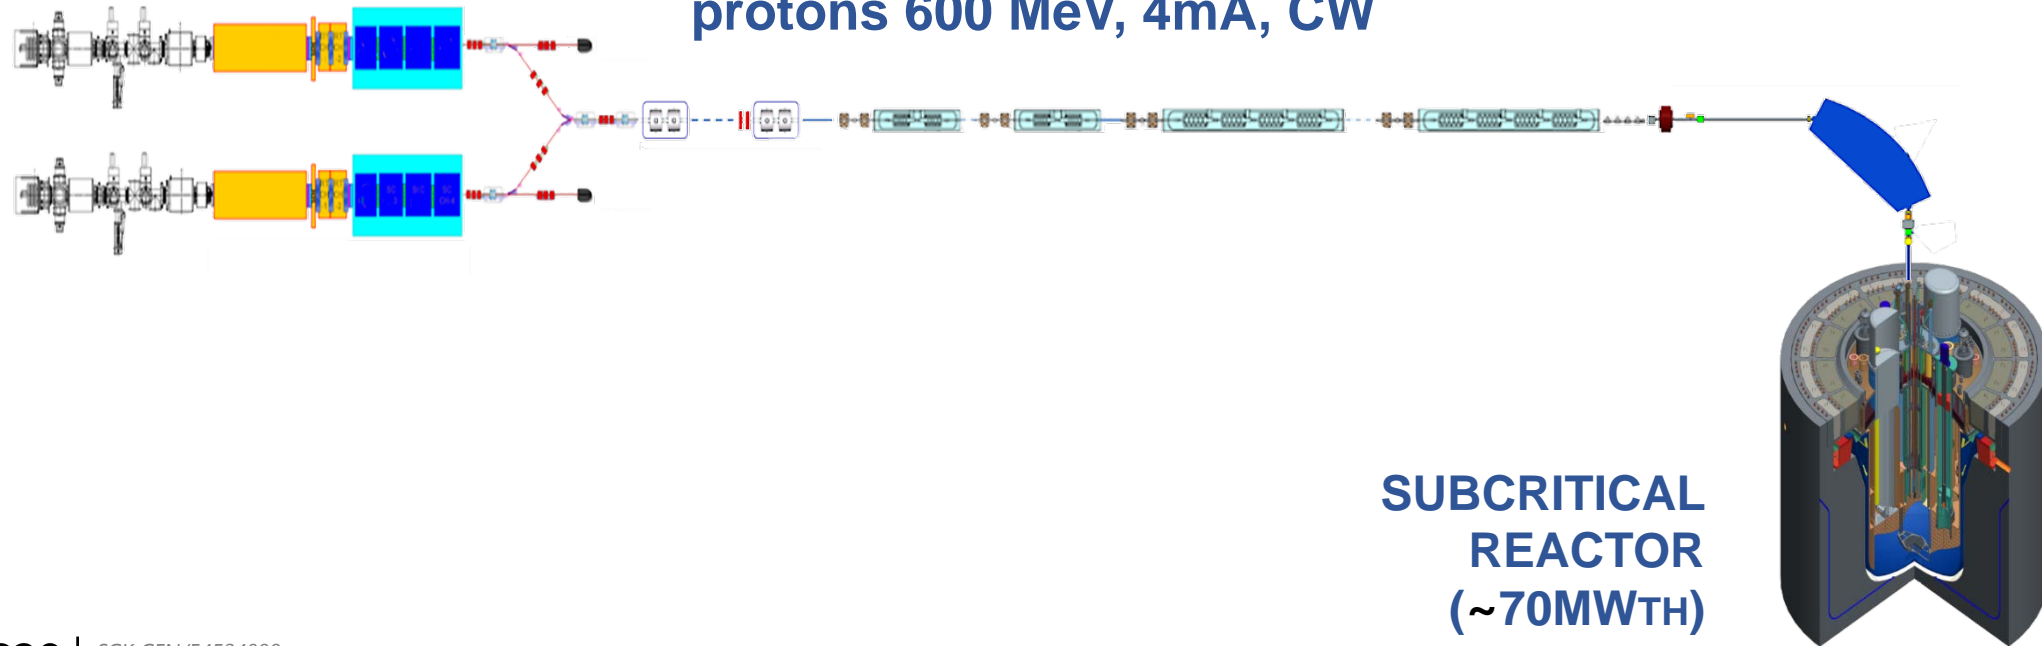 protons 600 MeV, 4mA, CW
SUBCRITICAL
REACTOR
(~70MWTH)